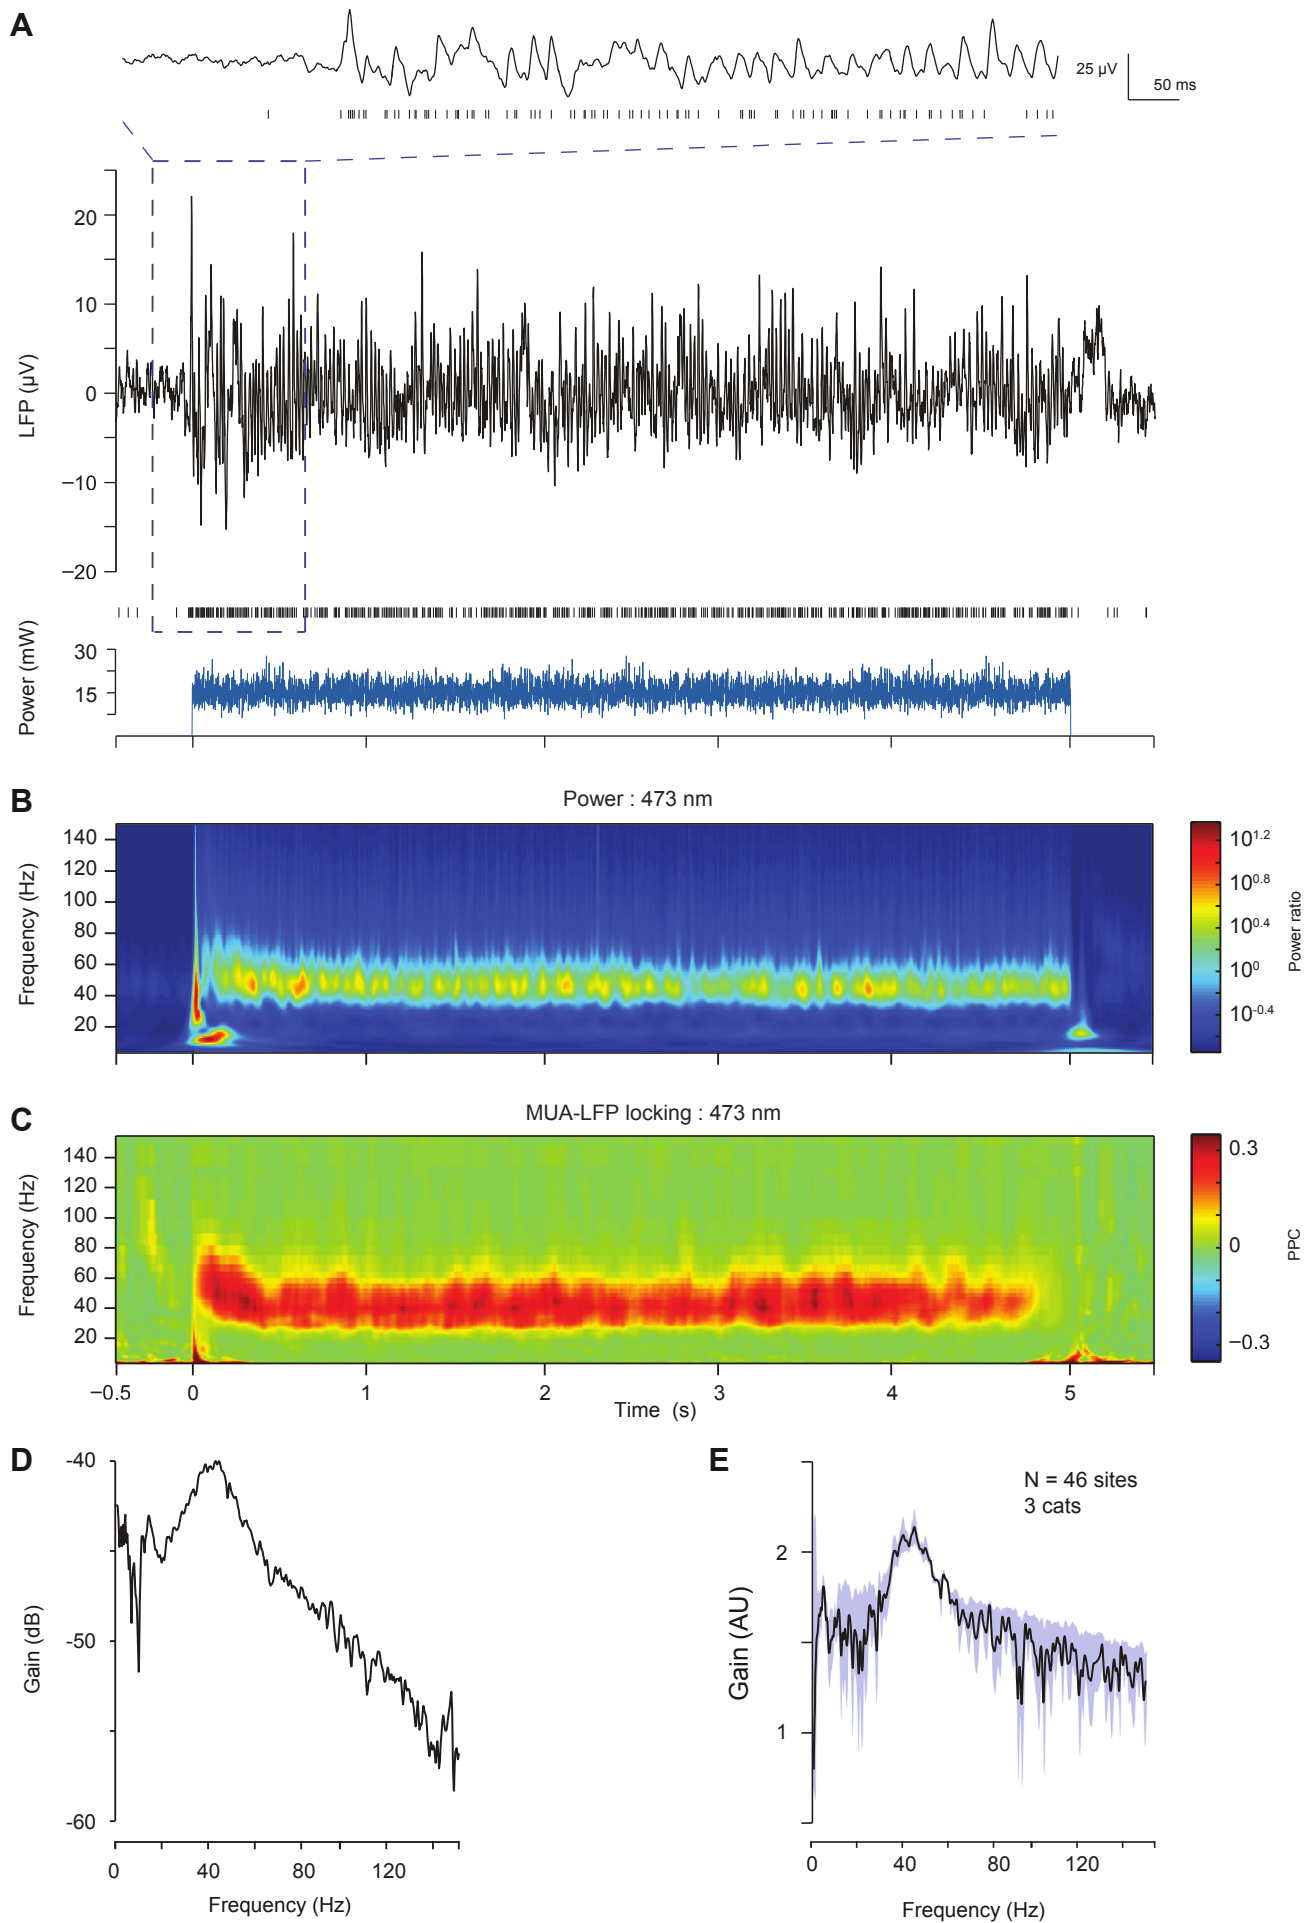 A
25 µV
50 ms
20
10
0
−10
−20
LFP (µV)
30
15
Power (mW)
B
Power : 473 nm
140
120
100
80
60
40
20
Frequency (Hz)
10^1.2
10^0.8
10^0.4
10^0
10^-0.4
Power ratio
C
MUA-LFP locking : 473 nm
140
120
100
80
60
40
20
Frequency (Hz)
0.3
0
−0.3
PPC
−0.5 0 1 2 3 4 5
Time (s)
D
-40
-50
-60
Gain (dB)
0 40 80 120
Frequency (Hz)
E
N = 46 sites
3 cats
2
1
Gain (AU)
0 40 80 120
Frequency (Hz)